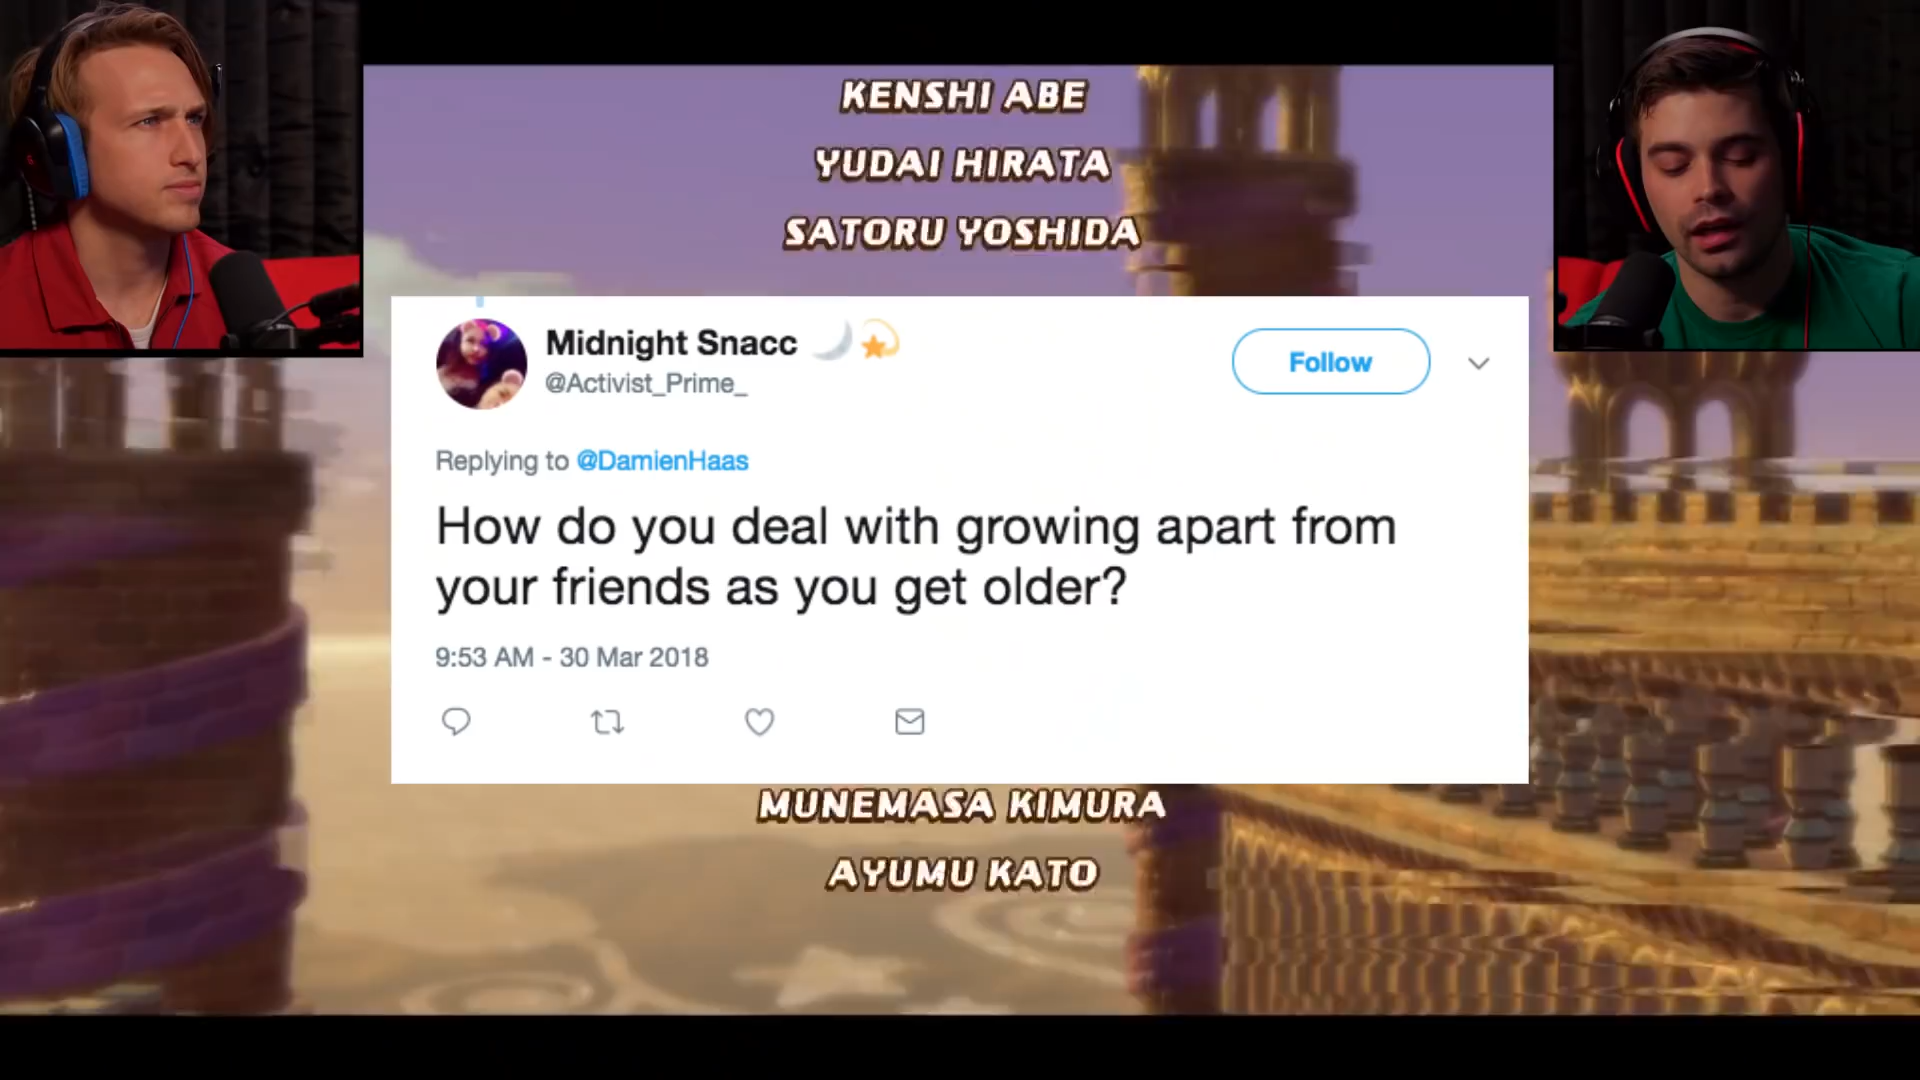 KENSHI ABE
YUDAI HIRATA
SATORU YOSHIDA
Midnight Snacc 🌙💫
@Activist_Prime_
Follow
Replying to @DamienHaas
How do you deal with growing apart from
your friends as you get older?
9:53 AM - 30 Mar 2018
MUNEMASA KIMURA
AYUMU KATO